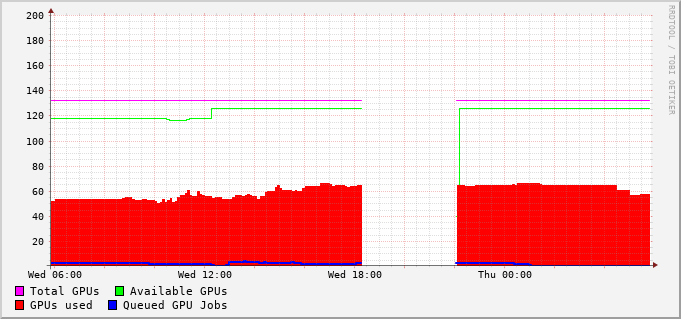 200
180
160
140
120
100
80
60
40
20
Wed 06:00 Wed 12:00 Wed 18:00 Thu 00:00
Total GPUs Available GPUs
GPUs used Queued GPU Jobs
RRDTOOL / TOBI OETIKER